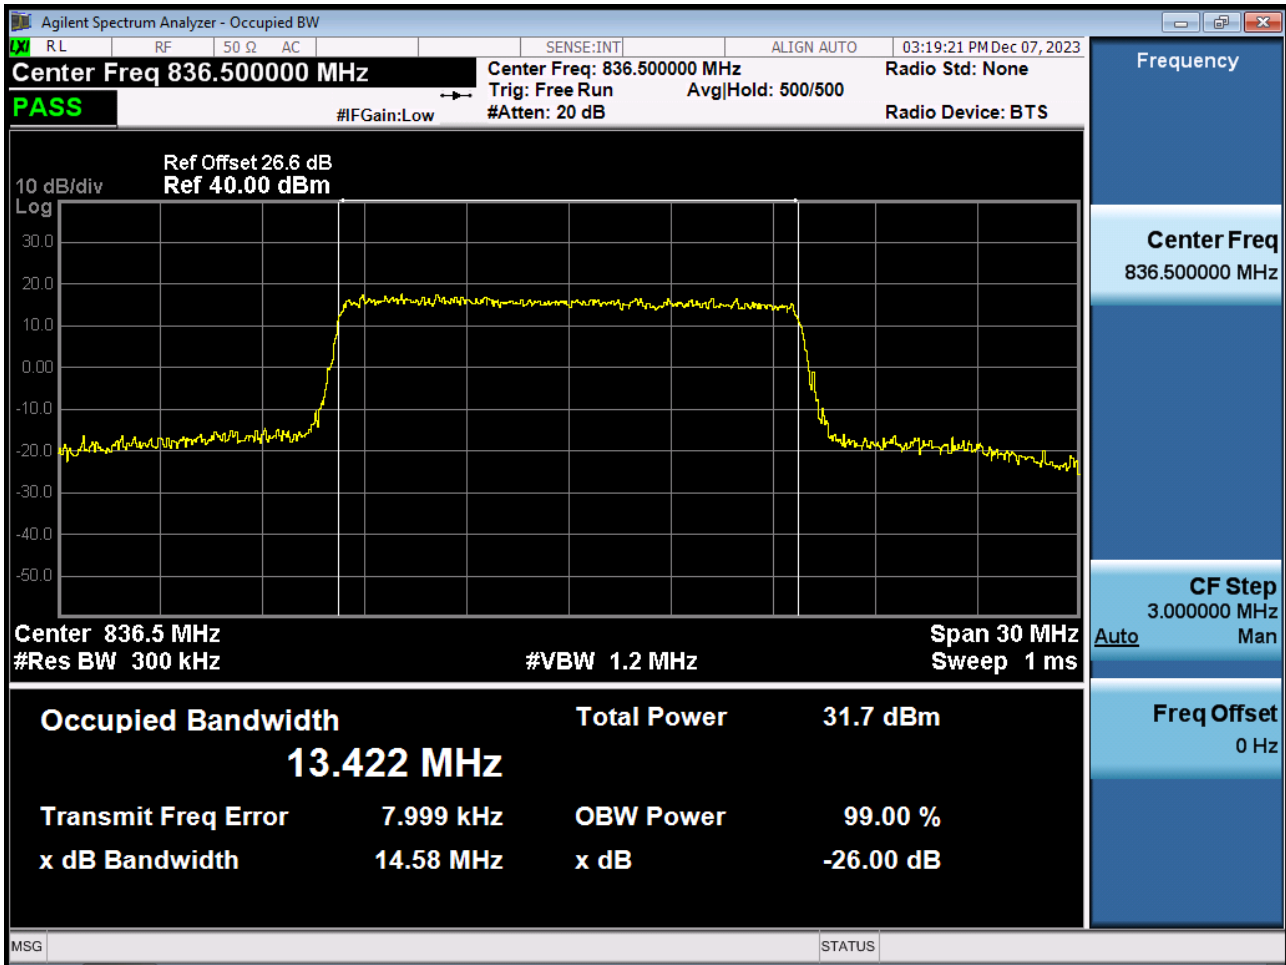 Agilent Spectrum Analyzer - Occupied BW
LXI RL RF 50 Ω AC SENSE:INT ALIGN AUTO 03:19:21 PM Dec 07, 2023
Center Freq 836.500000 MHz
Center Freq: 836.500000 MHz
Radio Std: None
Trig: Free Run Avg|Hold: 500/500
PASS
#IFGain:Low
#Atten: 20 dB
Radio Device: BTS
Ref Offset 26.6 dB
10 dB/div Ref 40.00 dBm
Log
30.0
20.0
10.0
0.00
-10.0
-20.0
-30.0
-40.0
-50.0
Center 836.5 MHz Span 30 MHz
#Res BW 300 kHz #VBW 1.2 MHz Sweep 1 ms
Occupied Bandwidth Total Power 31.7 dBm
13.422 MHz
Transmit Freq Error 7.999 kHz OBW Power 99.00 %
x dB Bandwidth 14.58 MHz x dB -26.00 dB
MSG STATUS
Frequency
Center Freq
836.500000 MHz
CF Step
3.000000 MHz
Auto Man
Freq Offset
0 Hz